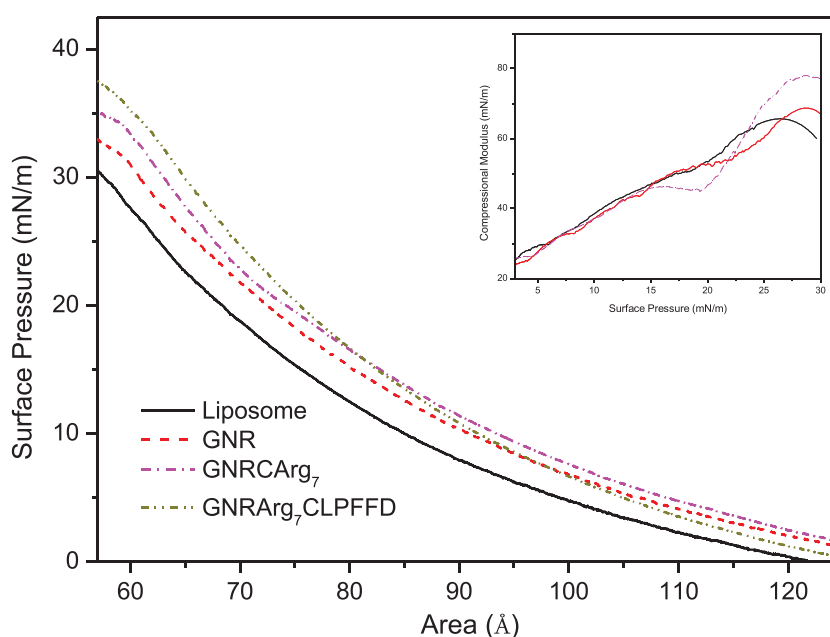 40
30
20
10
0
Surface Pressure (mN/m)
60 70 80 90 100 110 120
Area (Å)
Liposome
GNR
GNRCArg7
GNRArg7CLPFFD
80
60
40
20
Compressional Modulus (mN/m)
5 10 15 20 25 30
Surface Pressure (mN/m)